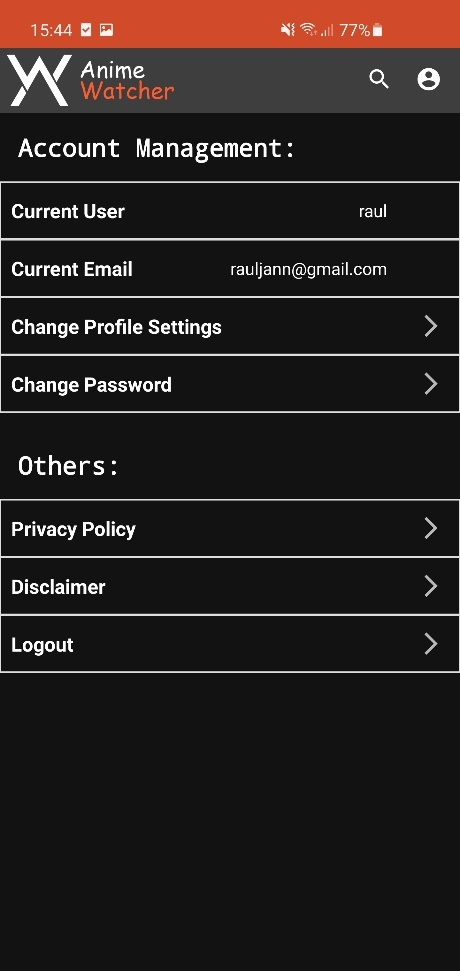 15:44 77%
Anime
Watcher
Account Management:
Current User raul
Current Email rauljann@gmail.com
Change Profile Settings
Change Password
Others:
Privacy Policy
Disclaimer
Logout